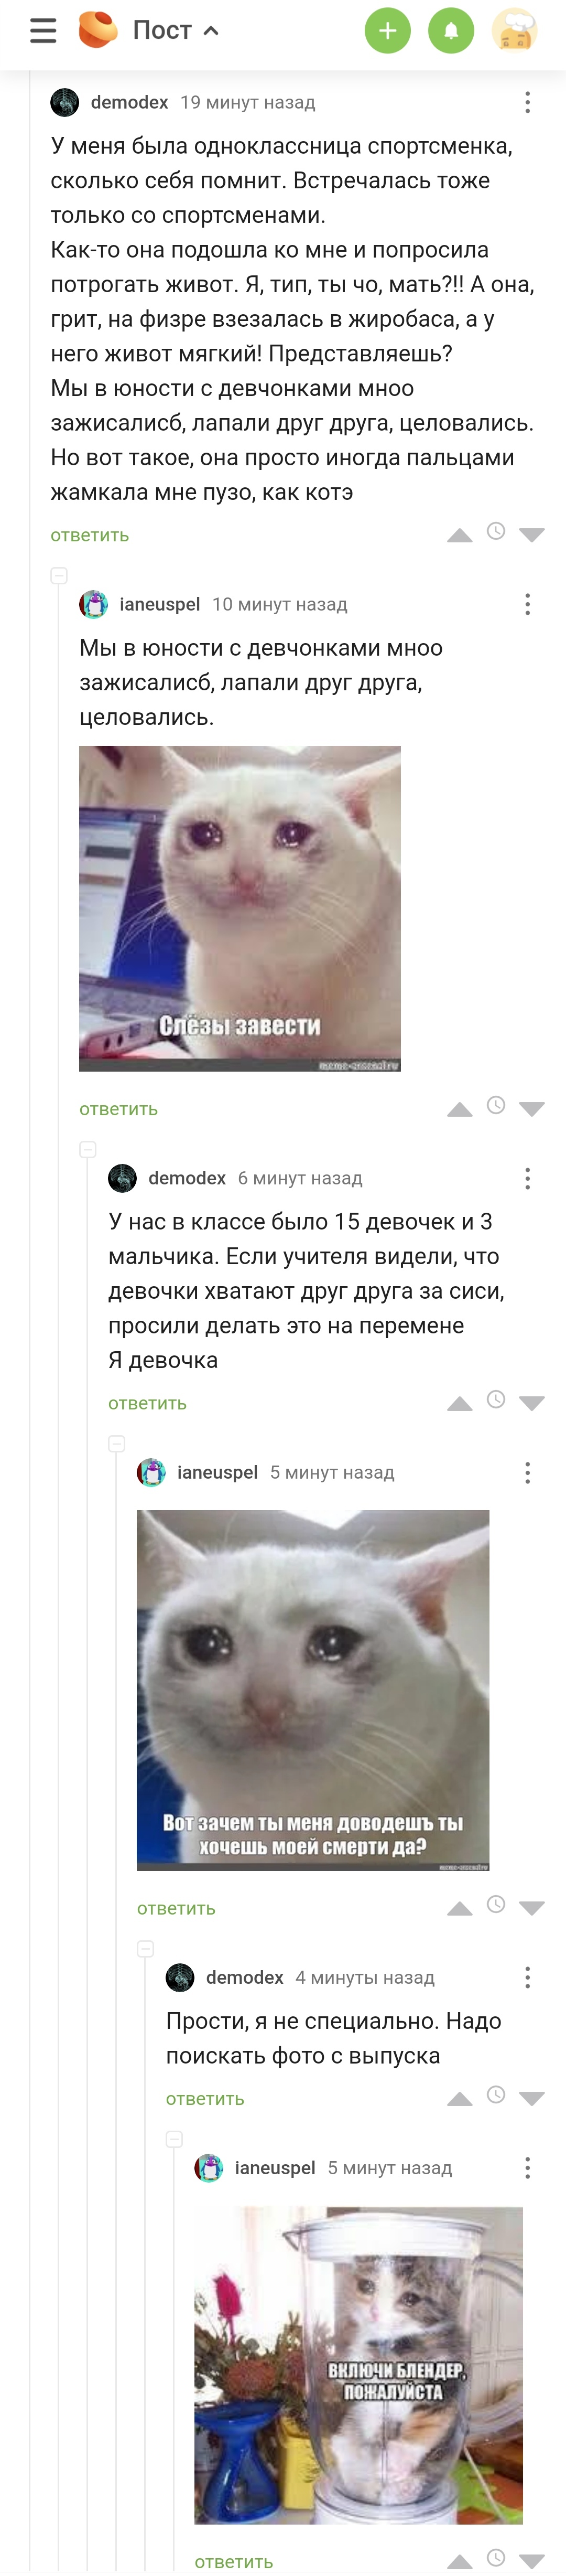 Пост
demodex 19 минут назад
У меня была одноклассница спортсменка,
сколько себя помнит. Встречалась тоже
только со спортсменами.
Как-то она подошла ко мне и попросила
потрогать живот. Я, тип, ты чо, мать?!! А она,
грит, на физре взезалась в жиробаса, а у
него живот мягкий! Представляешь?
Мы в юности с девчонками мноо
зажисалисб, лапали друг друга, целовались.
Но вот такое, она просто иногда пальцами
жамкала мне пузо, как котэ
ответить
ianeuspel 10 минут назад
Мы в юности с девчонками мноо
зажисалисб, лапали друг друга,
целовались.
Слёзы завести
meme-arsenal.ru
ответить
demodex 6 минут назад
У нас в классе было 15 девочек и 3
мальчика. Если учителя видели, что
девочки хватают друг друга за сиси,
просили делать это на перемене
Я девочка
ответить
ianeuspel 5 минут назад
Вот зачем ты меня доводешъ ты
хочешь моей смерти да?
meme-arsenal.ru
ответить
demodex 4 минуты назад
Прости, я не специально. Надо
поискать фото с выпуска
ответить
ianeuspel 5 минут назад
ВКЛЮЧИ БЛЕНДЕР,
ПОЖАЛУЙСТА
ответить